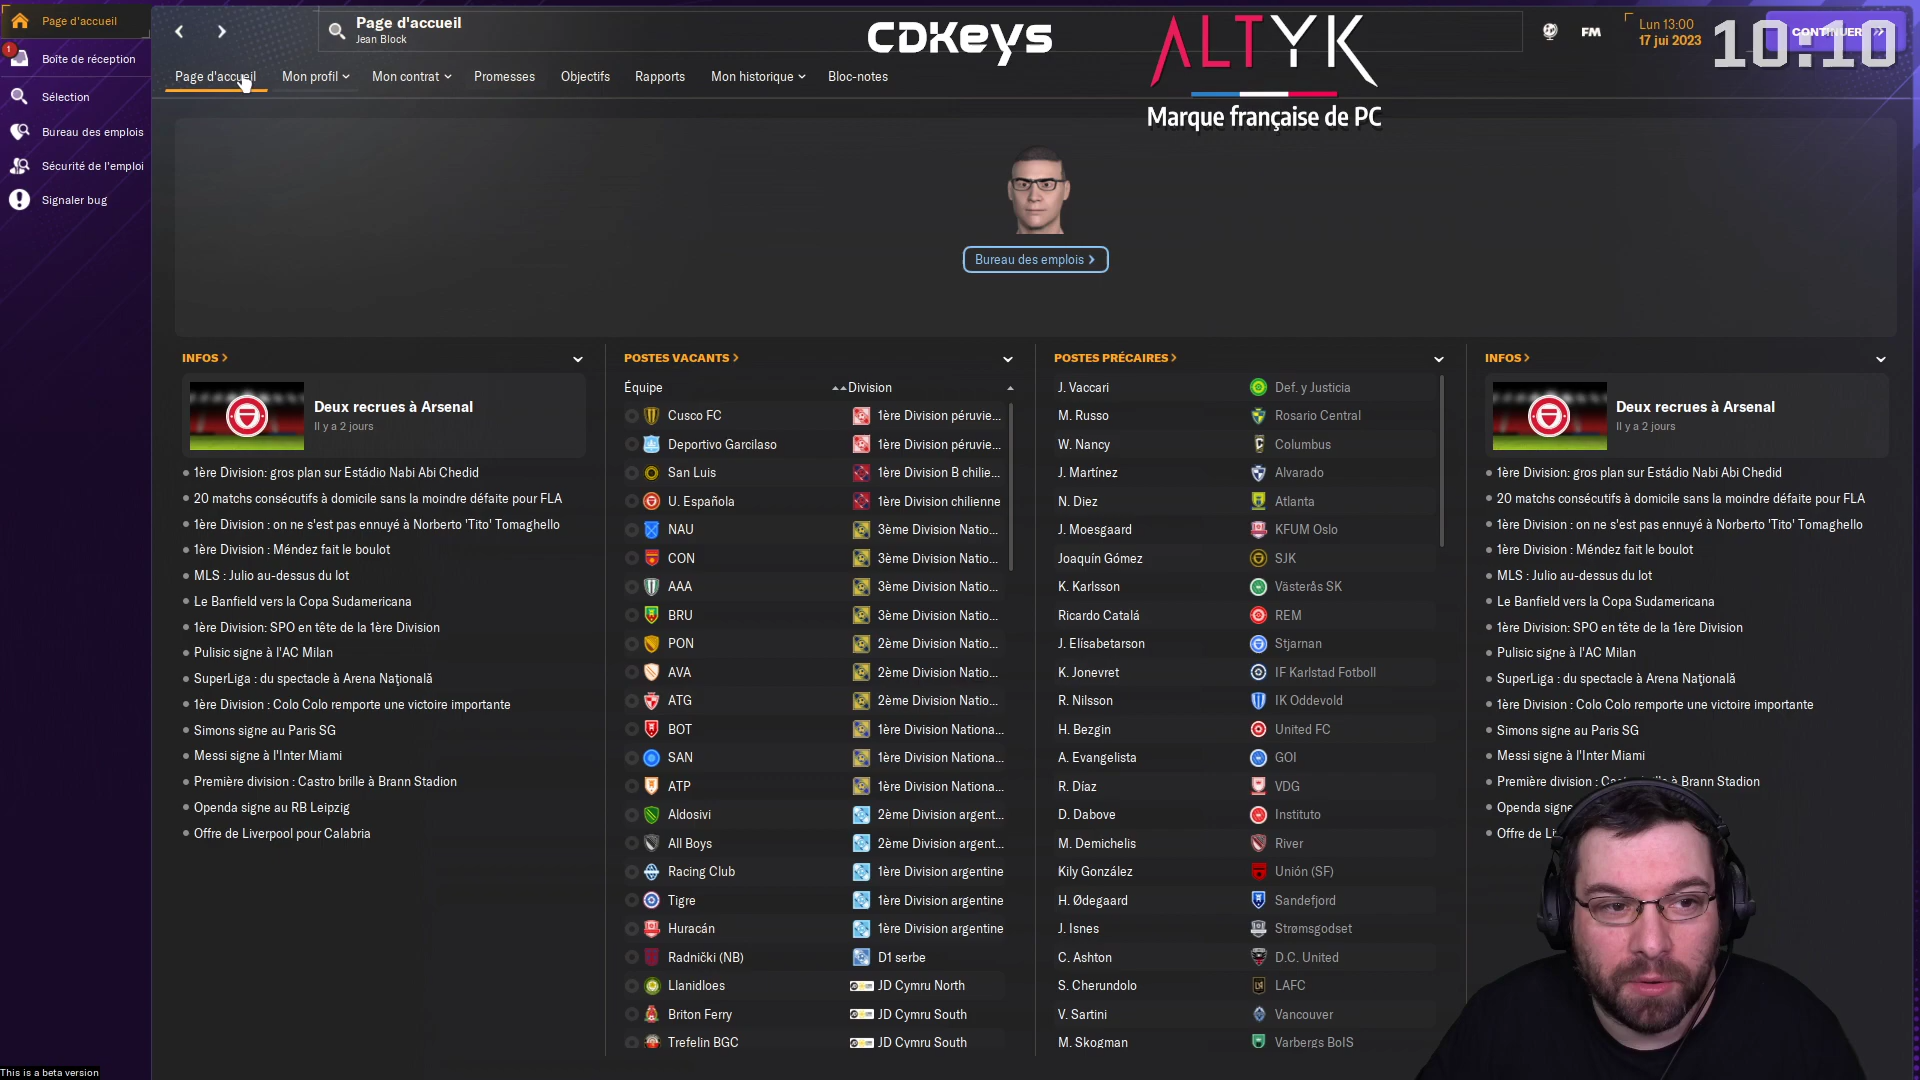 Page d'accueil
Boîte de réception
1
Sélection
Bureau des emplois
Sécurité de l'emploi
Signaler bug
Page d'accueil
Jean Block
CDKeys
ALTYK
Marque française de PC
FM
Lun 13:00
17 jui 2023
CONTINUER
10:10
Page d'accueil
Mon profil
Mon contrat
Promesses
Objectifs
Rapports
Mon historique
Bloc-notes
Bureau des emplois
INFOS
Deux recrues à Arsenal
Il y a 2 jours
1ère Division: gros plan sur Estádio Nabi Abi Chedid
20 matchs consécutifs à domicile sans la moindre défaite pour FLA
1ère Division : on ne s'est pas ennuyé à Norberto 'Tito' Tomaghello
1ère Division : Méndez fait le boulot
MLS : Julio au-dessus du lot
Le Banfield vers la Copa Sudamericana
1ère Division: SPO en tête de la 1ère Division
Pulisic signe à l'AC Milan
SuperLiga : du spectacle à Arena Națională
1ère Division : Colo Colo remporte une victoire importante
Simons signe au Paris SG
Messi signe à l'Inter Miami
Première division : Castro brille à Brann Stadion
Openda signe au RB Leipzig
Offre de Liverpool pour Calabria
POSTES VACANTS
Équipe Division
Cusco FC 1ère Division péruvie...
Deportivo Garcilaso 1ère Division péruvie...
San Luis 1ère Division B chilie...
U. Española 1ère Division chilienne
NAU 3ème Division Natio...
CON 3ème Division Natio...
AAA 3ème Division Natio...
BRU 3ème Division Natio...
PON 2ème Division Natio...
AVA 2ème Division Natio...
ATG 2ème Division Natio...
BOT 1ère Division Nationa...
SAN 1ère Division Nationa...
ATP 1ère Division Nationa...
Aldosivi 2ème Division argent...
All Boys 2ème Division argent...
Racing Club 1ère Division argentine
Tigre 1ère Division argentine
Huracán 1ère Division argentine
Radnički (NB) D1 serbe
Llanidloes JD Cymru North
Briton Ferry JD Cymru South
Trefelin BGC JD Cymru South
POSTES PRÉCAIRES
J. Vaccari Def. y Justicia
M. Russo Rosario Central
W. Nancy Columbus
J. Martínez Alvarado
N. Diez Atlanta
J. Moesgaard KFUM Oslo
Joaquín Gómez SJK
K. Karlsson Västerås SK
Ricardo Catalá REM
J. Elísabetarson Stjarnan
K. Jonevret IF Karlstad Fotboll
R. Nilsson IK Oddevold
H. Bezgin United FC
A. Evangelista GOI
R. Díaz VDG
D. Dabove Instituto
M. Demichelis River
Kily González Unión (SF)
H. Ødegaard Sandefjord
J. Isnes Strømsgodset
C. Ashton D.C. United
S. Cherundolo LAFC
V. Sartini Vancouver
M. Skogman Varbergs BoIS
INFOS
Deux recrues à Arsenal
Il y a 2 jours
1ère Division: gros plan sur Estádio Nabi Abi Chedid
20 matchs consécutifs à domicile sans la moindre défaite pour FLA
1ère Division : on ne s'est pas ennuyé à Norberto 'Tito' Tomaghello
1ère Division : Méndez fait le boulot
MLS : Julio au-dessus du lot
Le Banfield vers la Copa Sudamericana
1ère Division: SPO en tête de la 1ère Division
Pulisic signe à l'AC Milan
SuperLiga : du spectacle à Arena Națională
1ère Division : Colo Colo remporte une victoire importante
Simons signe au Paris SG
Messi signe à l'Inter Miami
Première division : à Brann Stadion
Openda signe
Offre de
This is a beta version